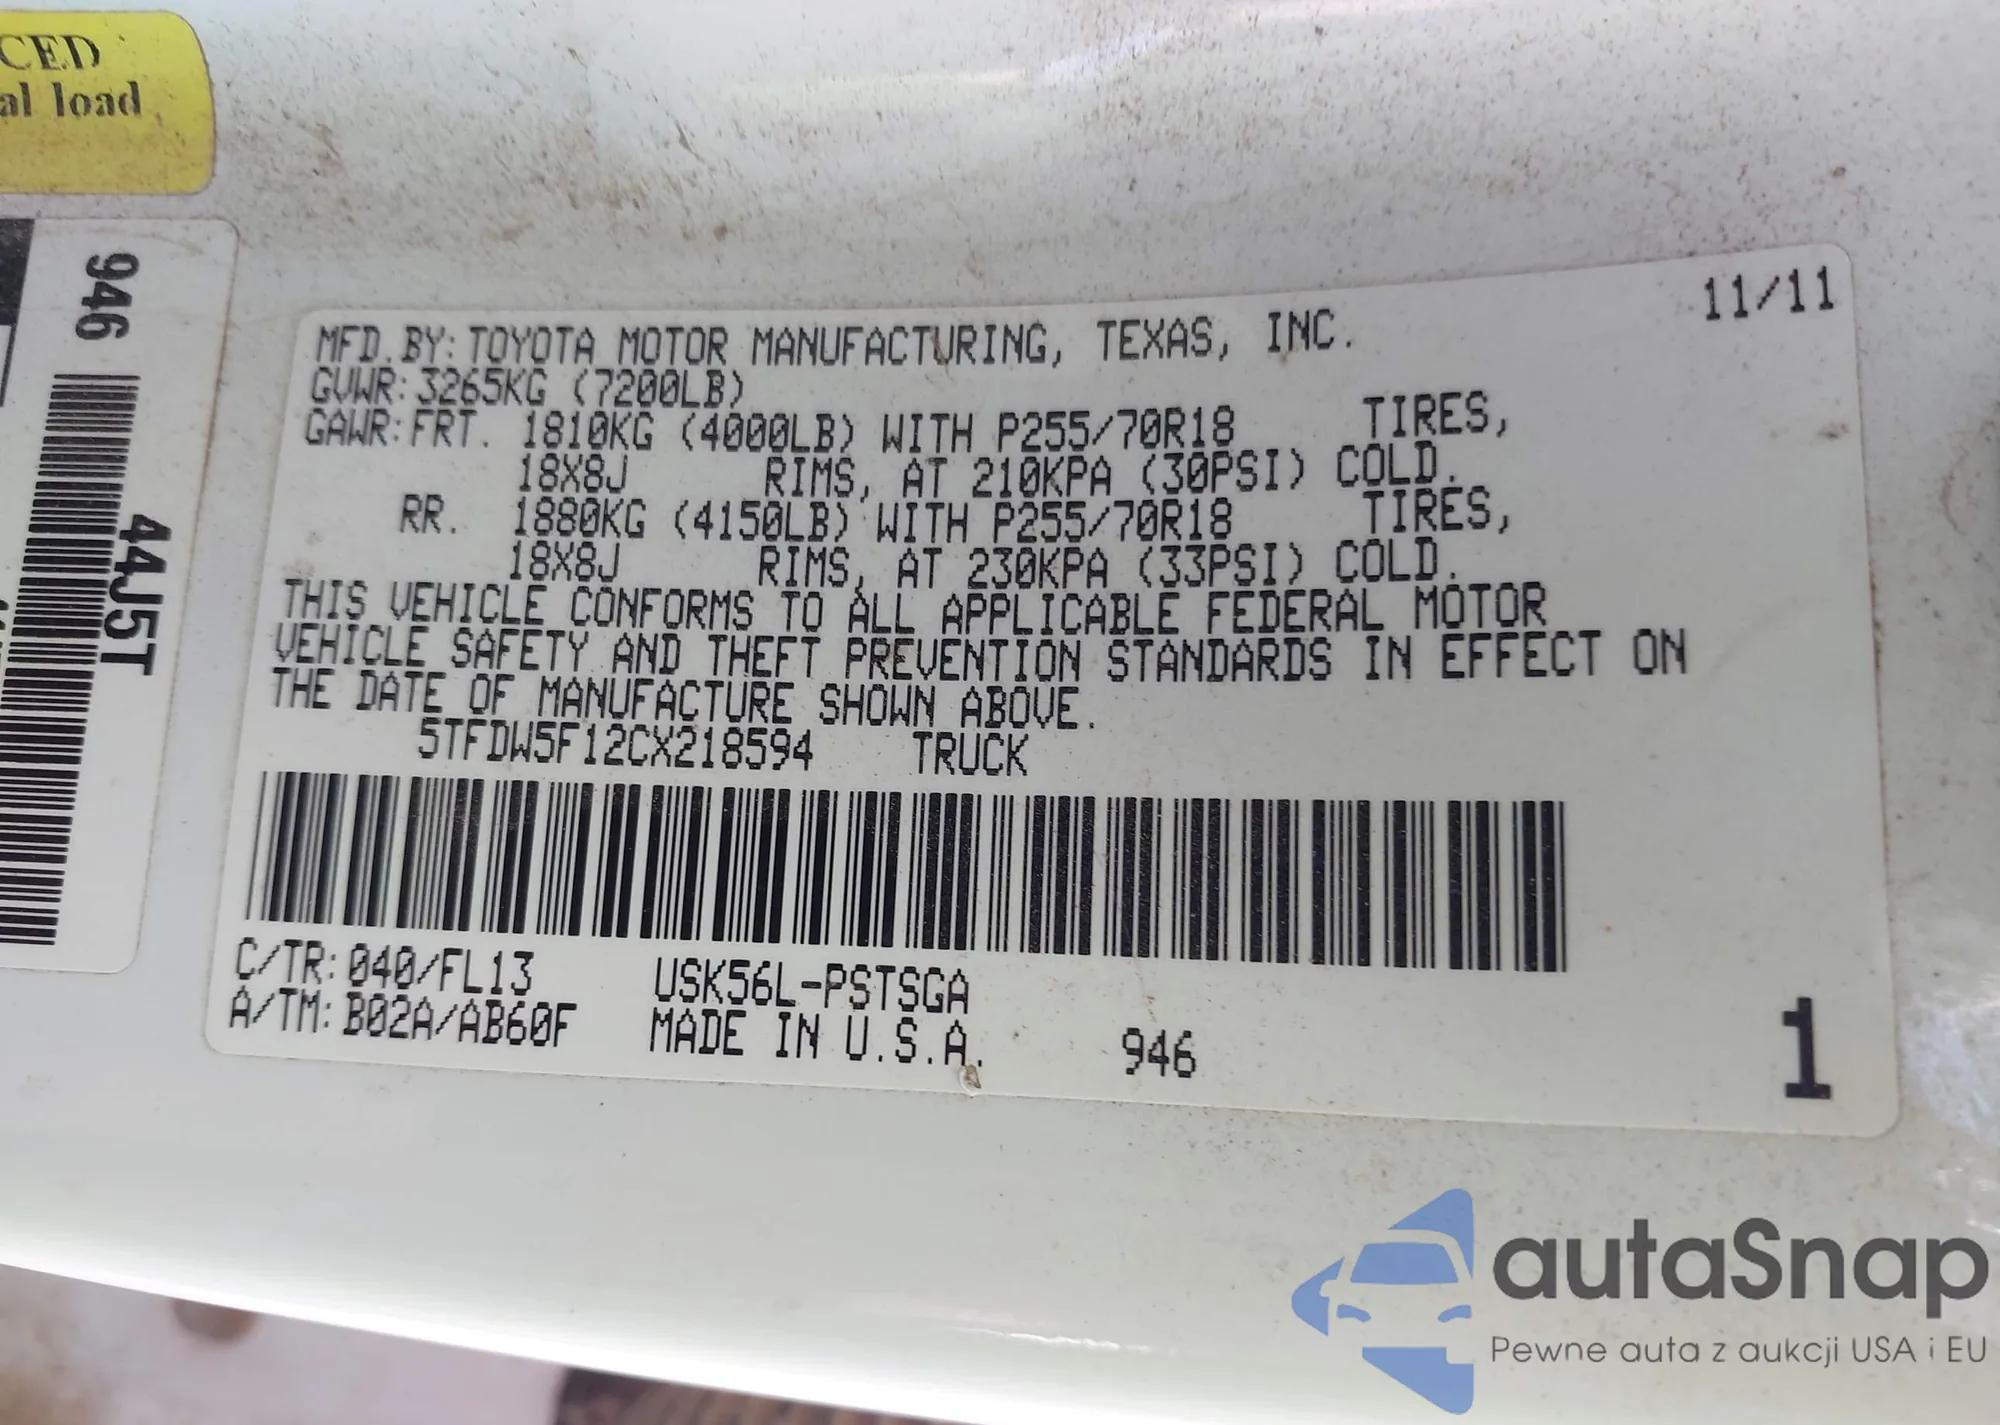 CED
al load
946
44J5T
11/11
MFD.BY: TOYOTA MOTOR MANUFACTURING, TEXAS, INC.
GVWR: 3265KG (7200LB)
GAWR: FRT. 1810KG (4000LB) WITH P255/70R18 TIRES,
18X8J RIMS, AT 210KPA (30PSI) COLD.
RR. 1880KG (4150LB) WITH P255/70R18 TIRES,
18X8J RIMS, AT 230KPA (33PSI) COLD.
THIS VEHICLE CONFORMS TO ALL APPLICABLE FEDERAL MOTOR
VEHICLE SAFETY AND THEFT PREVENTION STANDARDS IN EFFECT ON
THE DATE OF MANUFACTURE SHOWN ABOVE.
5TFDW5F12CX218594 TRUCK
C/TR: 040/FL13 USK56L-PSTSGA
A/TM: B02A/AB60F MADE IN U.S.A. 946
1
autaSnap
Pewne auta z aukcji USA i EU